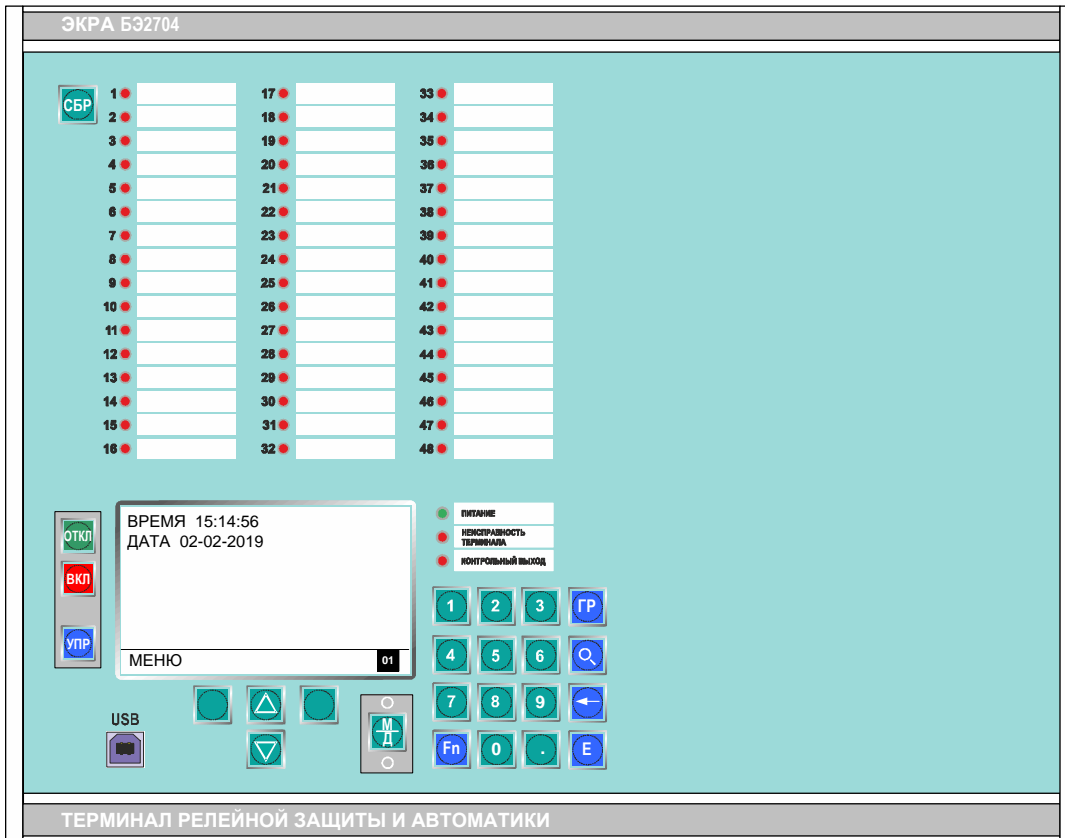 ЭКРА БЭ2704
СБР
1 17 33
2 18 34
3 19 35
4 20 36
5 21 37
6 22 38
7 23 39
8 24 40
9 25 41
10 26 42
11 27 43
12 28 44
13 29 45
14 30 46
15 31 47
16 32 48
ОТКЛ
ВКЛ
УПР
ВРЕМЯ 15:14:56
ДАТА 02-02-2019
МЕНЮ 01
ПИТАНИЕ
НЕИСПРАВНОСТЬ
ТЕРМИНАЛА
КОНТРОЛЬНЫЙ ВЫХОД
1 2 3 ГР
4 5 6
7 8 9
Fn 0 . E
USB
М
Д
ТЕРМИНАЛ РЕЛЕЙНОЙ ЗАЩИТЫ И АВТОМАТИКИ